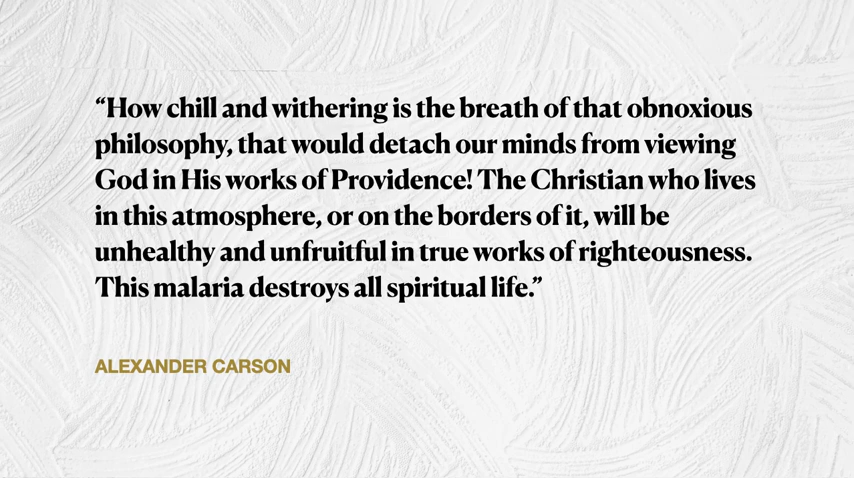 “How chill and withering is the breath of that obnoxious
philosophy, that would detach our minds from viewing
God in His works of Providence! The Christian who lives
in this atmosphere, or on the borders of it, will be
unhealthy and unfruitful in true works of righteousness.
This malaria destroys all spiritual life.”
ALEXANDER CARSON